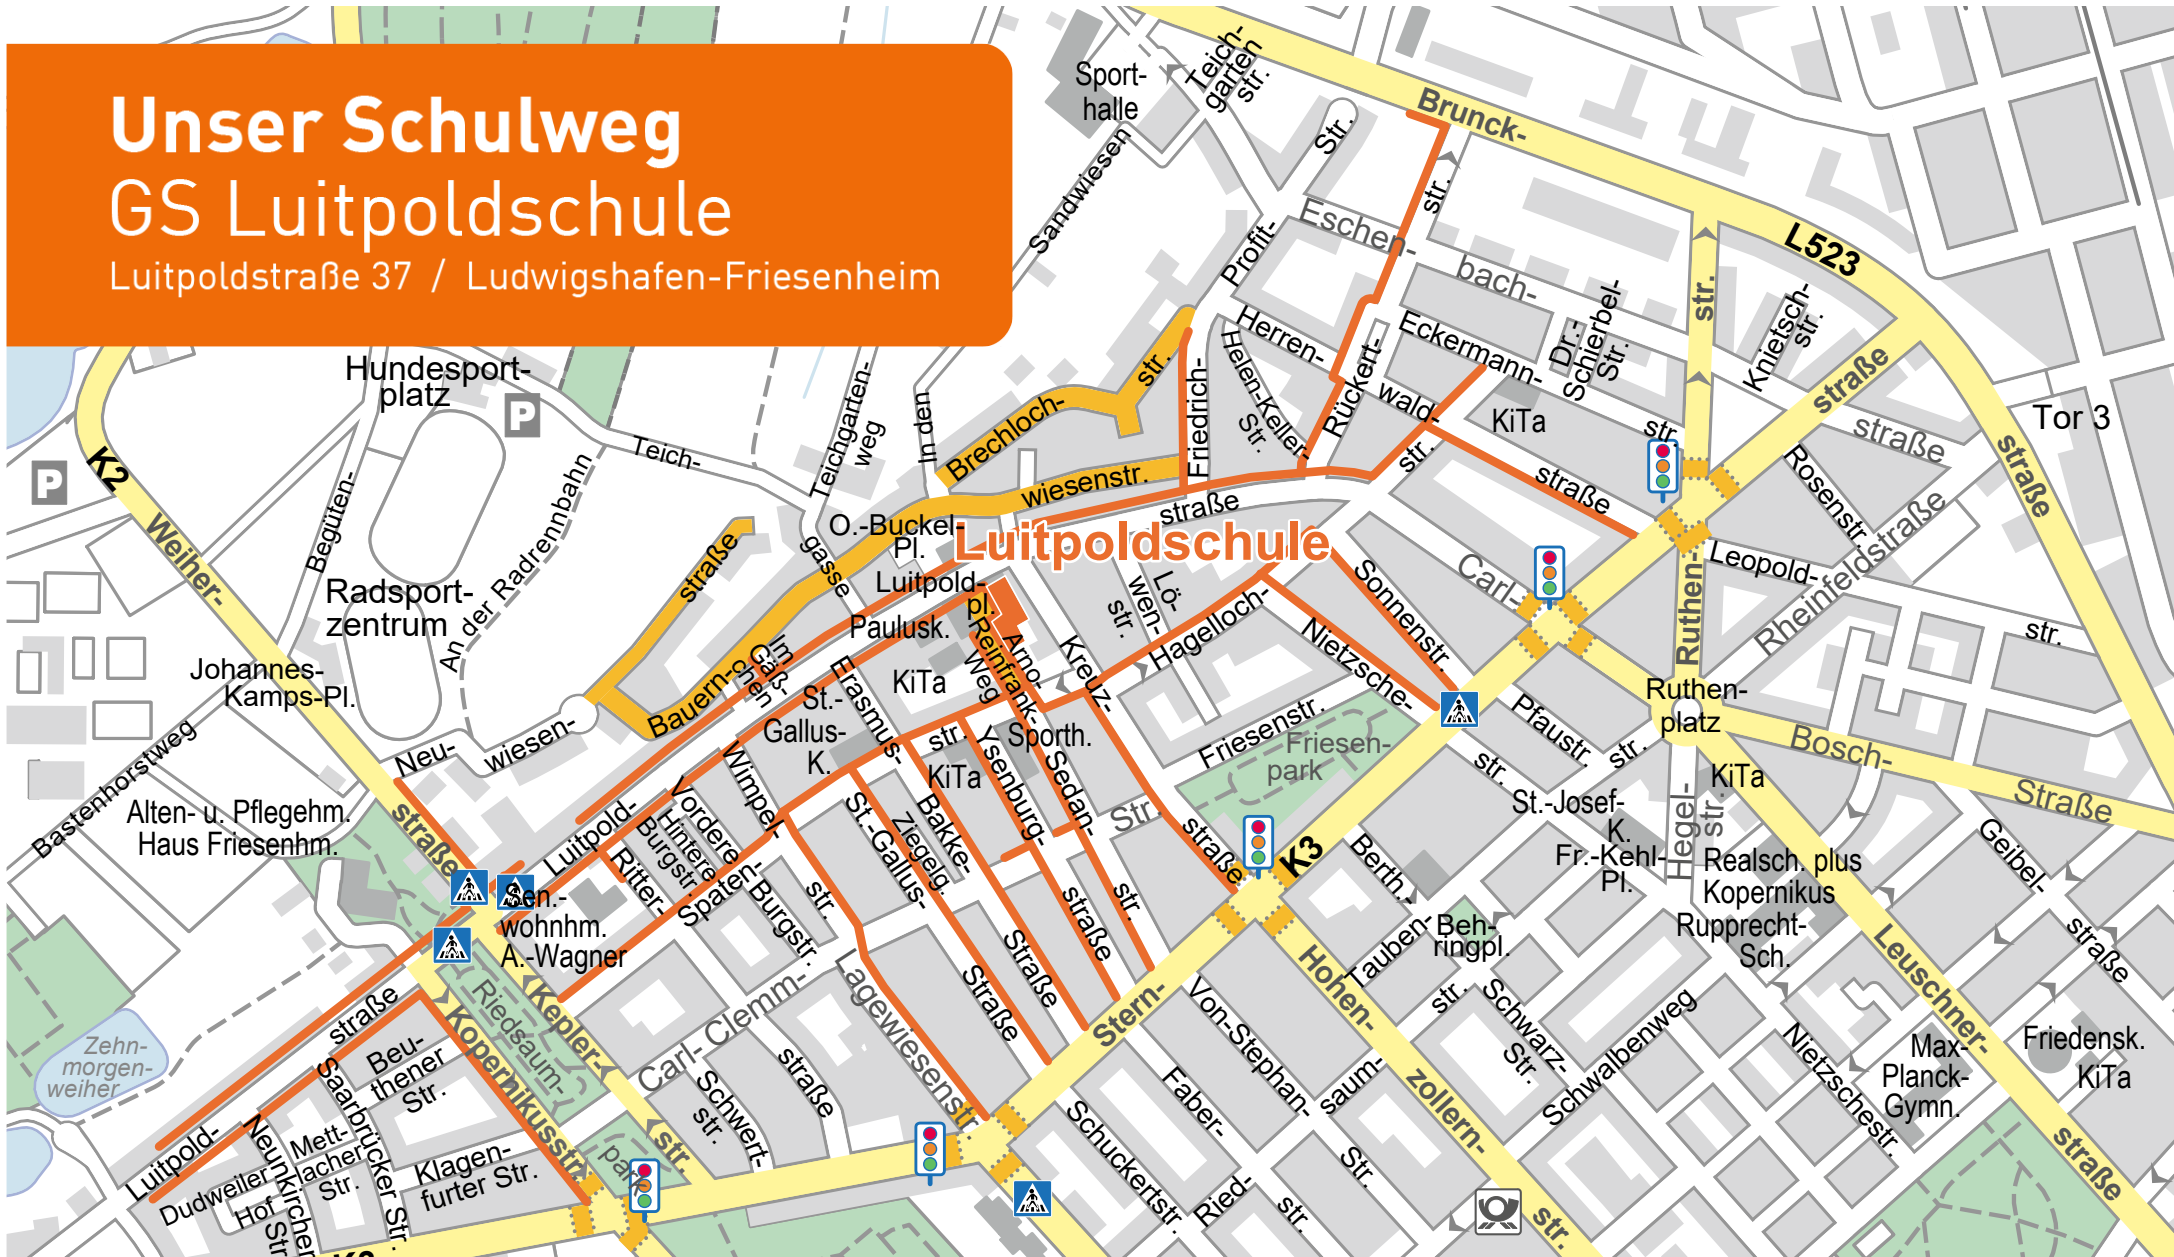 Unser Schulweg
GS Luitpoldschule
Luitpoldstraße 37 / Ludwigshafen-Friesenheim
Sport-
halle
Teich-
garten
str.
Sandwiesen
Str.
Profit-
Brunck-
L523
straße
Tor 3
Eschen-
bach-
straße
str.
Herren-
wald-
straße
Helen-Keller-
Str.
Rückert-
str.
Eckermann-
str.
Dr.-
Schierbel-
Str.
Knietsch-
str.
straße
KiTa
Rosenstr.
Rheinfeldstraße
Leopold-
str.
Ruthen-
str.
Ruthen-
platz
Hundesport-
platz
P
P
K2
Weiher-
straße
Begüten-
Radsport-
zentrum
An der Radrennbahn
Teich-
gasse
Teichgarten-
weg
In den
Brechloch-
str.
Friedrich-
straße
wiesenstr.
O.-Buckel-
Pl.
Luitpoldschule
Luitpold-
pl.
Paulusk.
Reinfrank-
Weg
Arno-
Lö-
wen-
str.
Kreuz-
straße
Hagelloch-
str.
Sonnenstr.
Nietzsche-
str.
Carl-
Bosch-
Straße
Johannes-
Kamps-Pl.
Neu-
wiesen-
straße
Bauern-
Im
Gäß-
chen
St.-
Gallus-
K.
Erasmus-
KiTa
str.
KiTa
Sporth.
Ysenburg-
straße
Sedan-
str.
Friesenstr.
Friesen-
park
Pfaustr.
str.
Bastenhorstweg
Alten- u. Pflegehm.
Haus Friesenhm.
Luitpold-
straße
Vordere
Hintere
Burgstr.
Burgstr.
Ritter-
Wimpel-
str.
Spaten-
St.-Gallus-
Straße
Ziegelg.
Bakke-
Straße
Str.
K3
Sen.-
wohnhm.
A.-Wagner
Berth.-
St.-Josef-
K.
Fr.-Kehl-
Pl.
Hegel-
str.
KiTa
Realsch. plus
Kopernikus
Rupprecht-
Sch.
Geibel-
straße
Leuschner-
straße
Tauben-
str.
Beh-
ringpl.
Schwarz-
Str.
Schwalbenweg
Nietzschestr.
Max-
Planck-
Gymn.
Friedensk.
KiTa
Zehn-
morgen-
weiher
Riedsaum-
park
Kepler-
str.
Kopernikusstr.
Carl-Clemm-
Lagewiesenstr.
Stern-
straße
Schwert-
str.
Von-Stephan-
Str.
Faber-
str.
Hohen-
zollern-
str.
Ried-
saum-
Schuckertstr.
Luitpold-
Dudweiler
Hof
Neunkircher
Str.
Mett-
lacher
Str.
Saarbrücker Str.
Beu-
thener
Str.
Klagen-
furter Str.